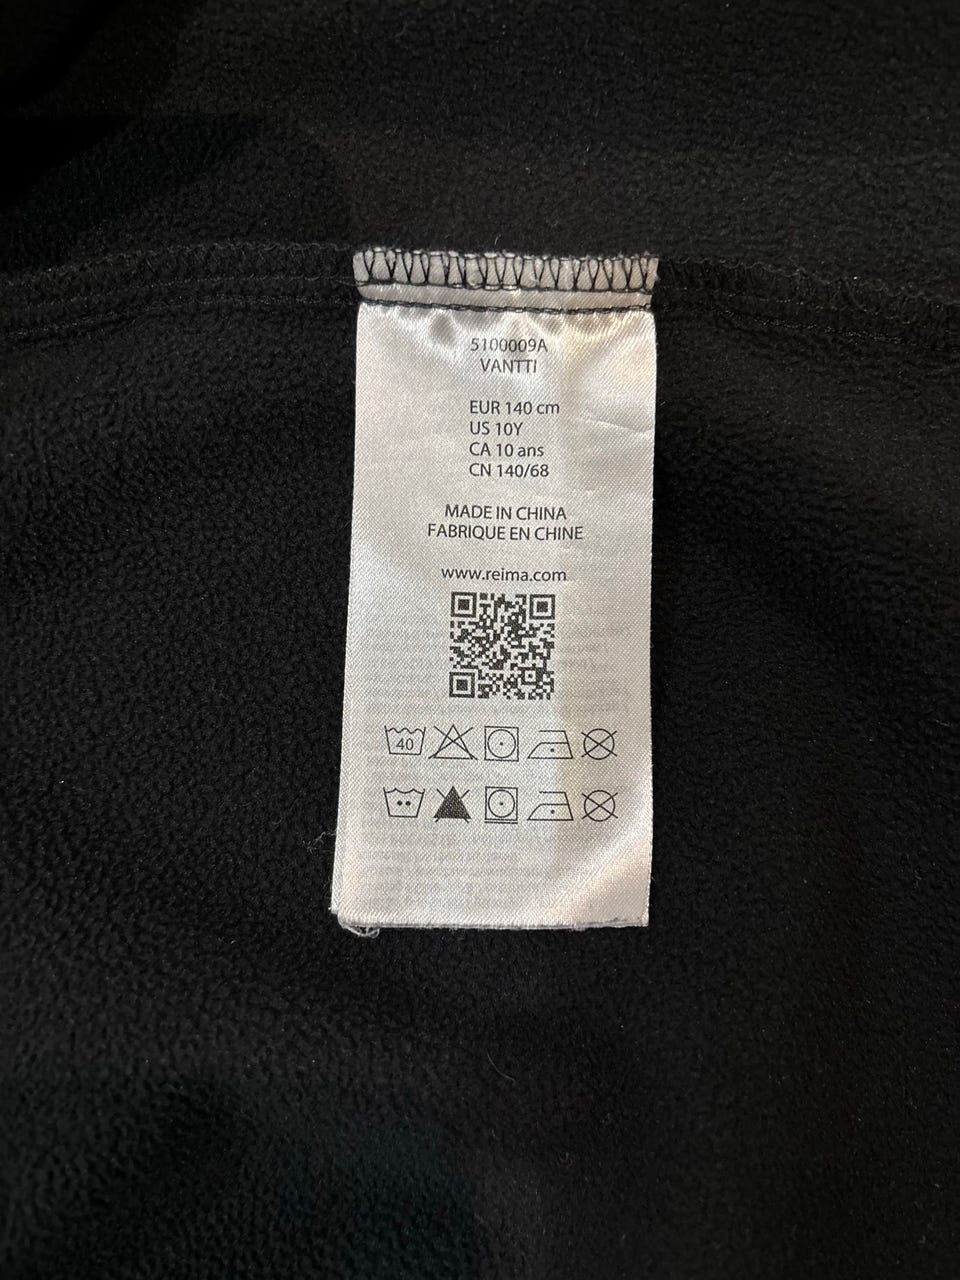 5100009A
VANTTI
EUR 140 cm
US 10Y
CA 10 ans
CN 140/68
MADE IN CHINA
FABRIQUE EN CHINE
www.reima.com
40